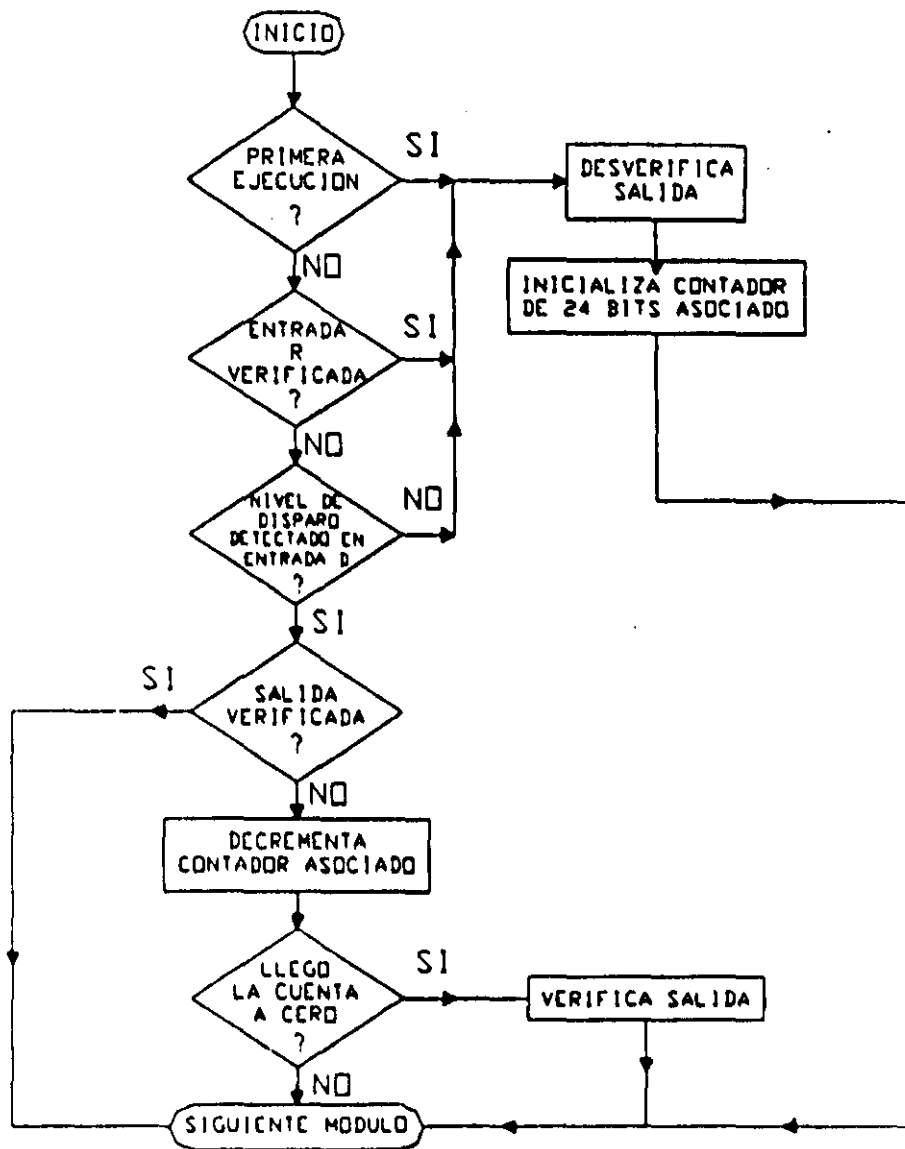 INICIO
PRIMERA
EJECUCION
?
SI
DESVERIFICA
SALIDA
NO
INICIALIZA CONTADOR
DE 24 BITS ASOCIADO
ENTRADA
R
VERIFICADA
?
SI
NO
NIVEL DE
DISPARO
DETECTADO EN
ENTRADA D
?
NO
SI
SALIDA
VERIFICADA
?
SI
NO
DECREMENTA
CONTADOR ASOCIADO
LLEGO
LA CUENTA
A CERO
?
SI
VERIFICA SALIDA
NO
SIGUIENTE MODULO